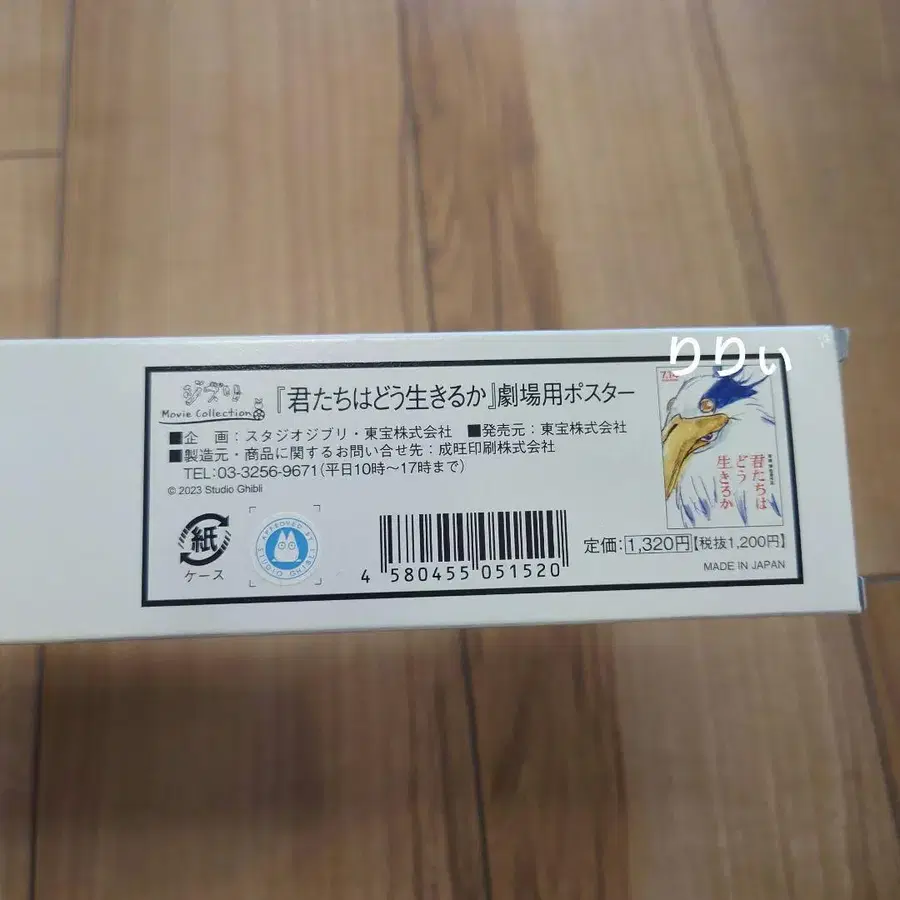 りりぃ
ジブリ
Movie Collection
『君たちはどう生きるか』劇場用ポスター
■企　画：スタジオジブリ・東宝株式会社　■発売元：東宝株式会社
■製造元・商品に関するお問い合せ先：成旺印刷株式会社
TEL:03-3256-9671(平日10時〜17時まで)
© 2023 Studio Ghibli
紙
ケース
APPROVED BY STUDIO GHIBLI
4 580455 051520
定価：1,320円【税抜1,200円】
MADE IN JAPAN
君たちは
どう
生きるか